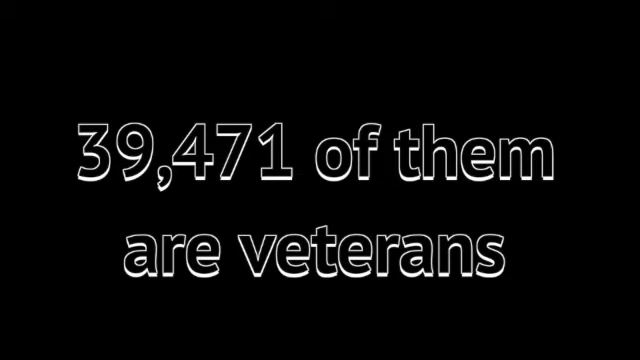 39,471 of them
are veterans